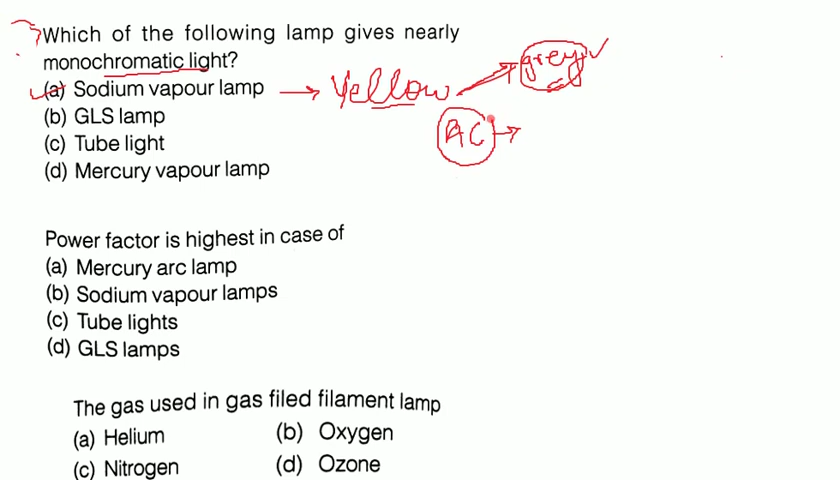 Which of the following lamp gives nearly
monochromatic light?
(a) Sodium vapour lamp → Yellow → grey ✓
(b) GLS lamp
AC →
(c) Tube light
(d) Mercury vapour lamp
Power factor is highest in case of
(a) Mercury arc lamp
(b) Sodium vapour lamps
(c) Tube lights
(d) GLS lamps
The gas used in gas filed filament lamp
(a) Helium (b) Oxygen
(c) Nitrogen (d) Ozone